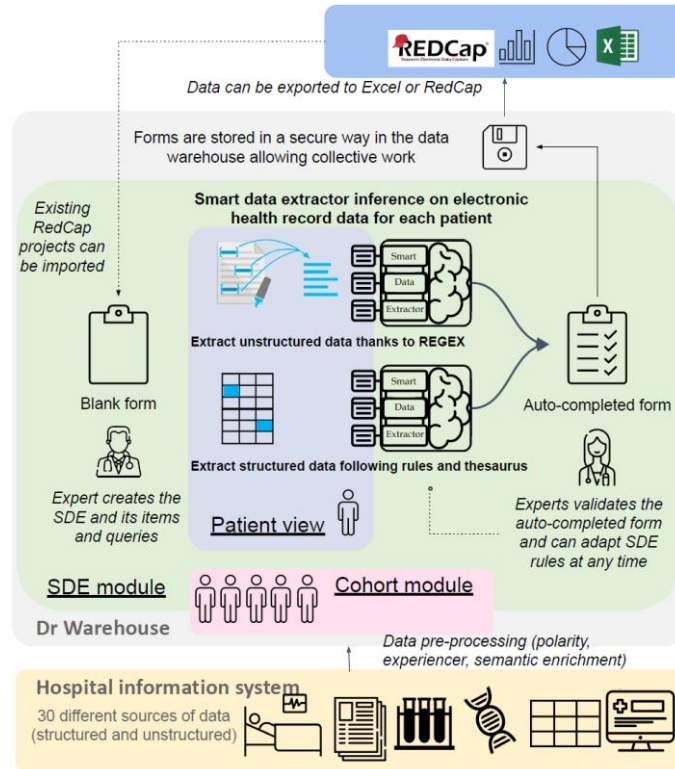 REDCap®
Research Electronic Data Capture
X
Data can be exported to Excel or RedCap
Forms are stored in a secure way in the data
warehouse allowing collective work
Existing
RedCap
projects can
be imported
Smart data extractor inference on electronic
health record data for each patient
Smart
Data
Extractor
Extract unstructured data thanks to REGEX
Blank form
Smart
Data
Extractor
Auto-completed form
Extract structured data following rules and thesaurus
Expert creates the
SDE and its items
and queries
Experts validates the
auto-completed form
and can adapt SDE
rules at any time
Patient view
SDE module
Cohort module
Dr Warehouse
Data pre-processing (polarity,
experiencer, semantic enrichment)
Hospital information system
30 different sources of data
(structured and unstructured)